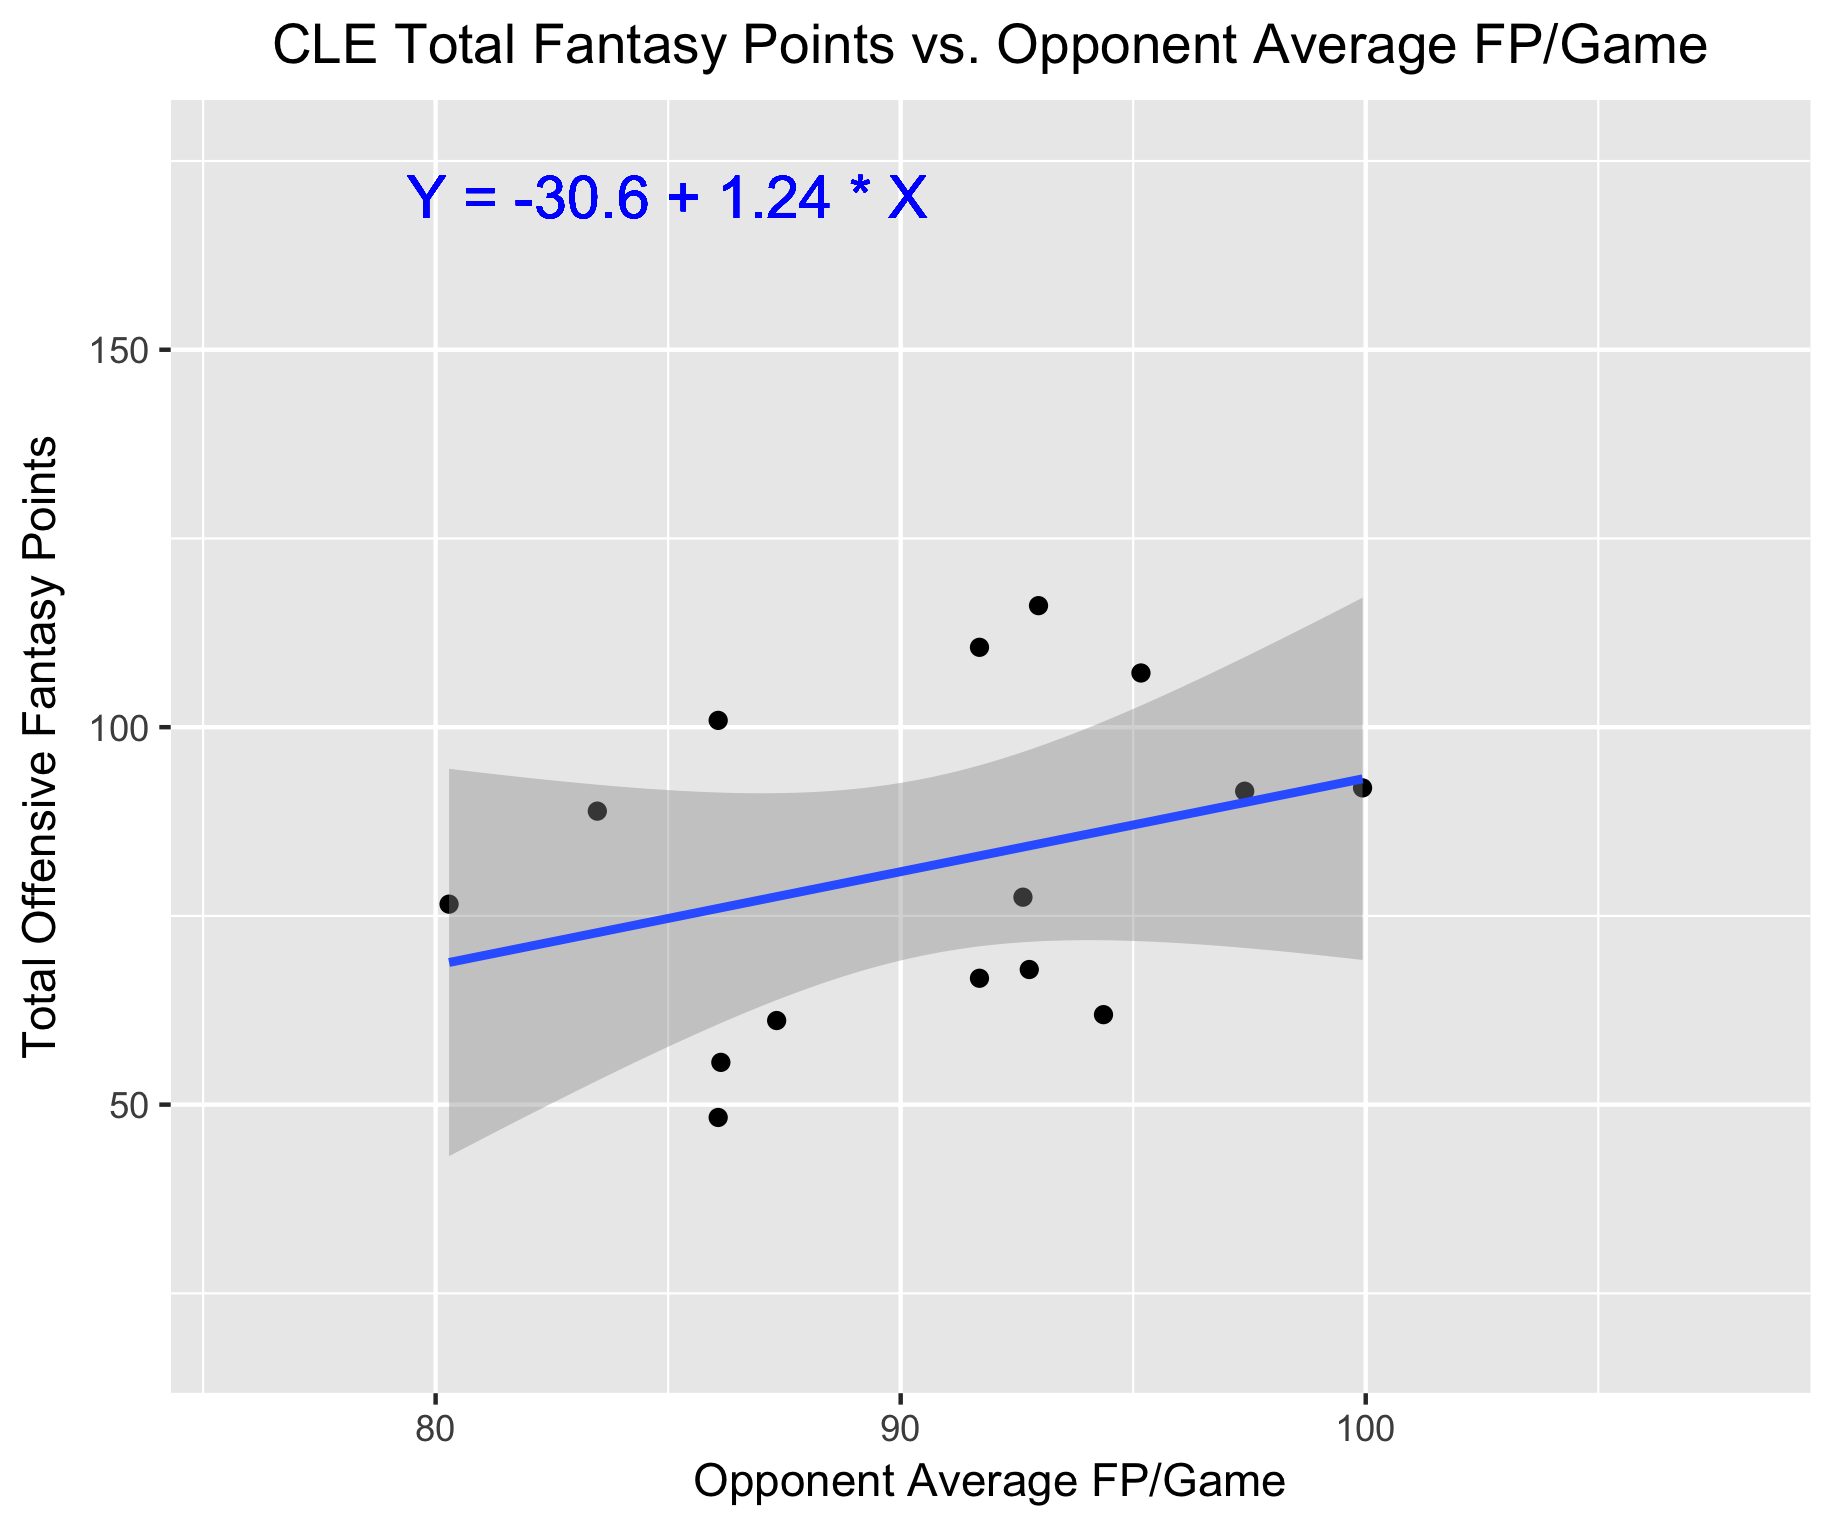 CLE Total Fantasy Points vs. Opponent Average FP/Game
Y = -30.6 + 1.24 * X
150
100
50
Total Offensive Fantasy Points
80
90
100
Opponent Average FP/Game